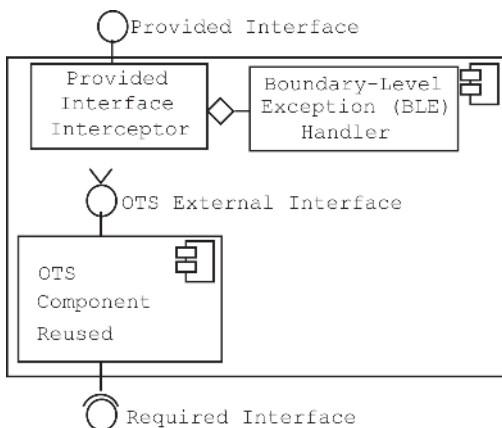 Provided Interface
Provided
Interface
Interceptor
Boundary-Level
Exception (BLE)
Handler
OTS External Interface
OTS
Component
Reused
Required Interface